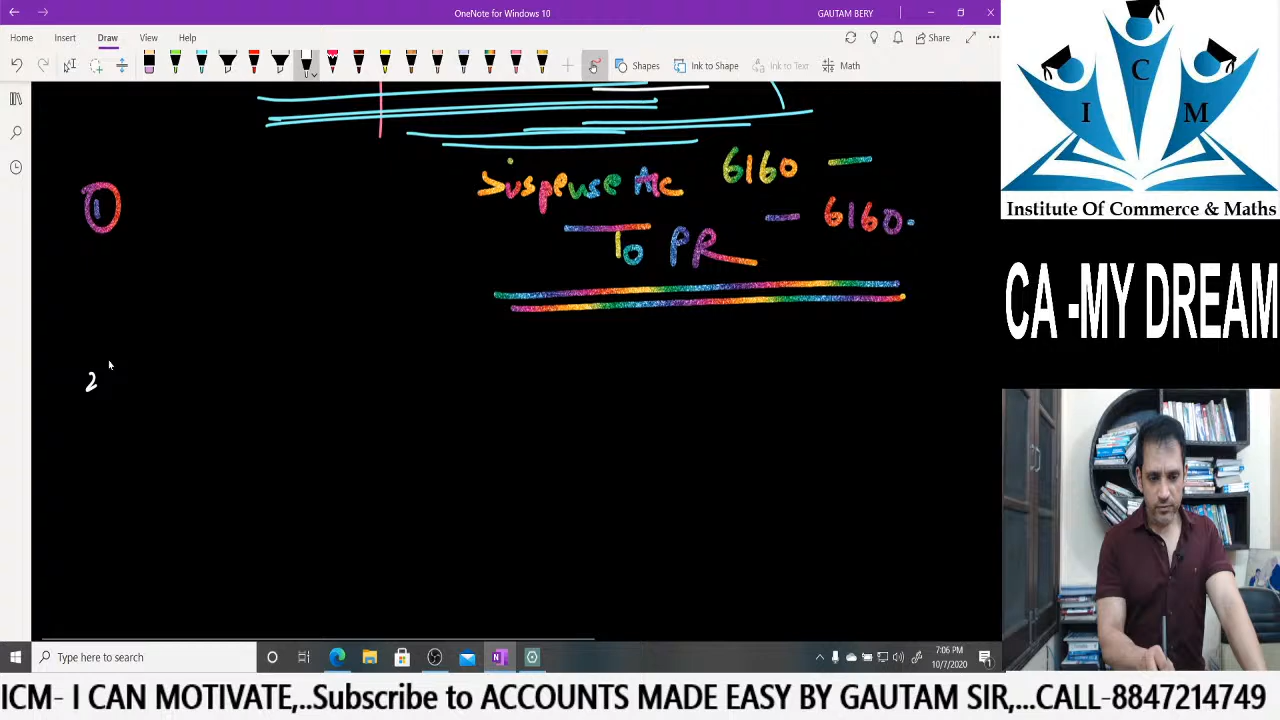 OneNote for Windows 10
GAUTAM BERY
Home Insert Draw View Help
Share
Shapes Ink to Shape Ink to Text Math
Suspense A/c 6160 —
To PR — 6160
1
2
I C M
Institute Of Commerce & Maths
CA -MY DREAM
Type here to search
7:06 PM
10/7/2020
ICM- I CAN MOTIVATE,..Subscribe to ACCOUNTS MADE EASY BY GAUTAM SIR,...CALL-8847214749